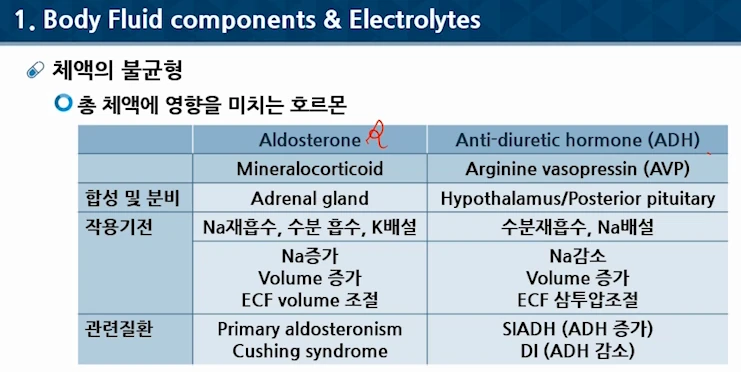 1. Body Fluid components & Electrolytes
체액의 불균형
총 체액에 영향을 미치는 호르몬
Aldosterone Anti-diuretic hormone (ADH)
Mineralocorticoid Arginine vasopressin (AVP)
합성 및 분비 Adrenal gland Hypothalamus/Posterior pituitary
작용기전 Na재흡수, 수분 흡수, K배설 수분재흡수, Na배설
Na증가 Na감소
Volume 증가 Volume 증가
ECF volume 조절 ECF 삼투압조절
관련질환 Primary aldosteronism SIADH (ADH 증가)
Cushing syndrome DI (ADH 감소)